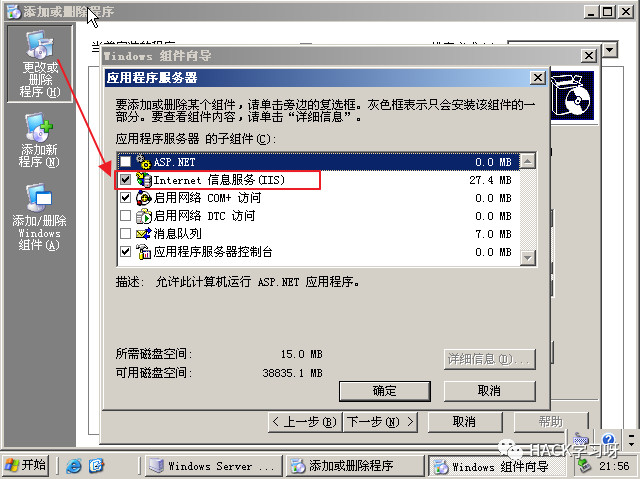 添加或删除程序
更改或
删除
程序(H)
添加新
程序(N)
添加/删除
Windows
组件(A)
Windows 组件向导
应用程序服务器
要添加或删除某个组件，请单击旁边的复选框。灰色框表示只会安装该组件的一
部分。要查看组件内容，请单击“详细信息”。
应用程序服务器 的子组件(C):
ASP.NET 0.0 MB
Internet 信息服务(IIS) 27.4 MB
启用网络 COM+ 访问 0.0 MB
启用网络 DTC 访问 0.0 MB
消息队列 7.0 MB
应用程序服务器控制台 0.0 MB
描述: 允许此计算机运行 ASP.NET 应用程序。
所需磁盘空间: 15.0 MB
可用磁盘空间: 38835.1 MB
详细信息(D)...
确定
取消
< 上一步(B)
下一步(N) >
取消
帮助
HACK学习呀
开始
Windows Server ...
添加或删除程序
Windows 组件向导
21:56